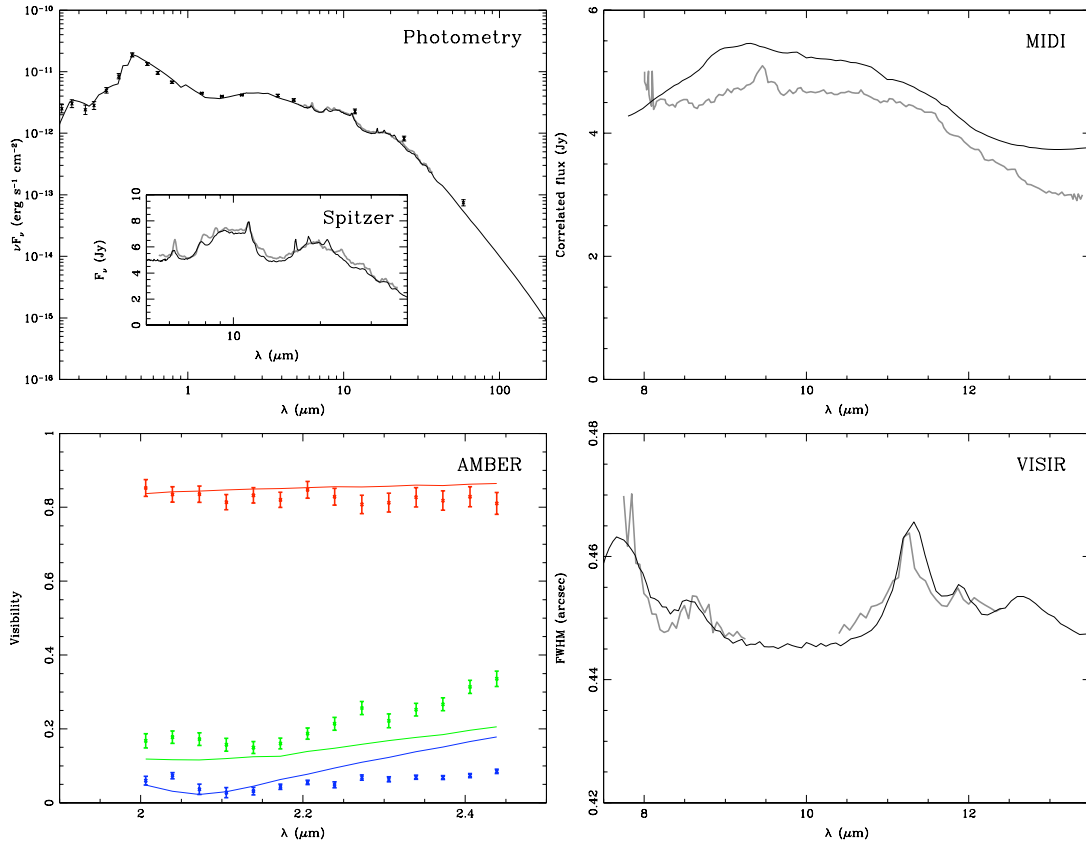 Photometry
νFν (erg s⁻¹ cm⁻²)
10⁻¹⁰
10⁻¹¹
10⁻¹²
10⁻¹³
10⁻¹⁴
10⁻¹⁵
10⁻¹⁶
1 10 100
λ (μm)
Spitzer
Fν (Jy)
0 2 4 6 8 10
10
λ (μm)
MIDI
Correlated flux (Jy)
0 2 4 6
8 10 12
λ (μm)
AMBER
Visibility
0 0.2 0.4 0.6 0.8 1
2 2.2 2.4
λ (μm)
VISIR
FWHM (arcsec)
0.42 0.44 0.46 0.48
8 10 12
λ (μm)